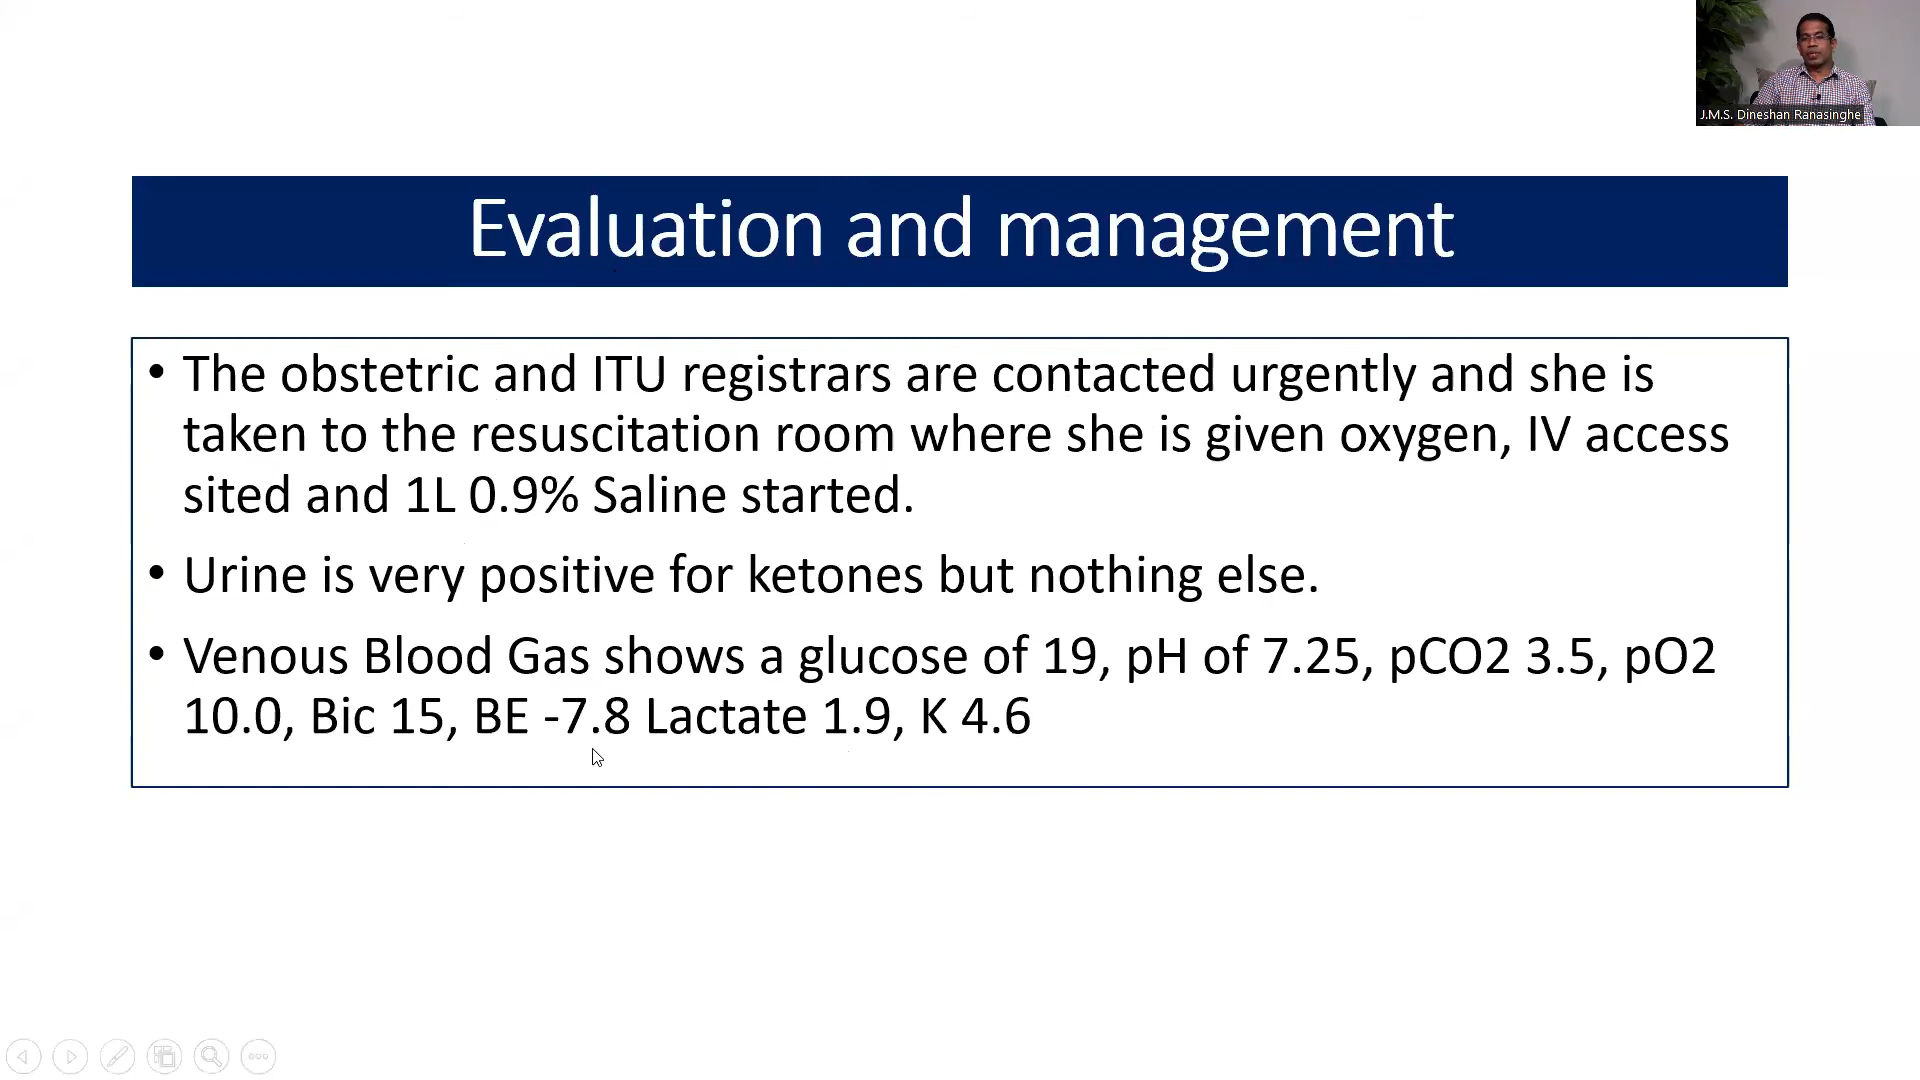 J.M.S. Dineshan Ranasinghe
Evaluation and management
• The obstetric and ITU registrars are contacted urgently and she is
taken to the resuscitation room where she is given oxygen, IV access
sited and 1L 0.9% Saline started.
• Urine is very positive for ketones but nothing else.
• Venous Blood Gas shows a glucose of 19, pH of 7.25, pCO2 3.5, pO2
10.0, Bic 15, BE -7.8 Lactate 1.9, K 4.6